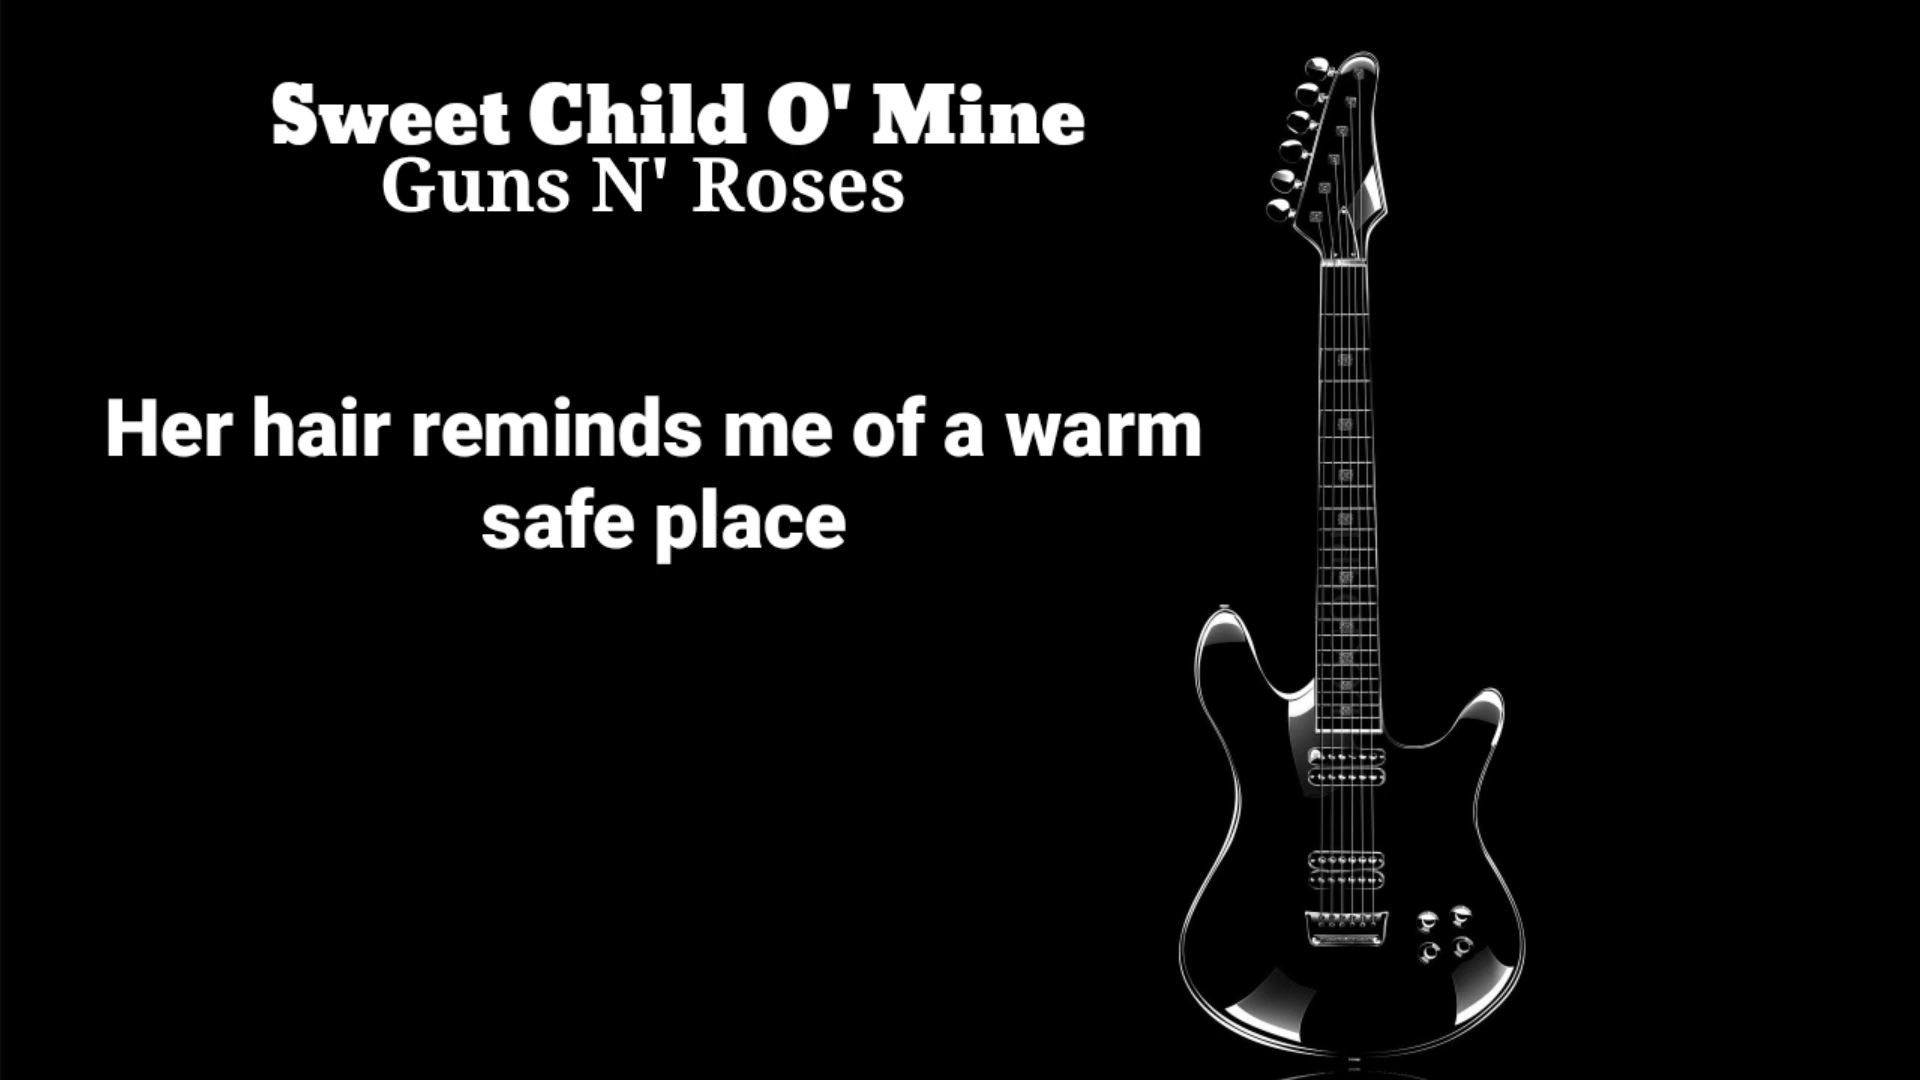 Sweet Child O' Mine
Guns N' Roses
Her hair reminds me of a warm
safe place